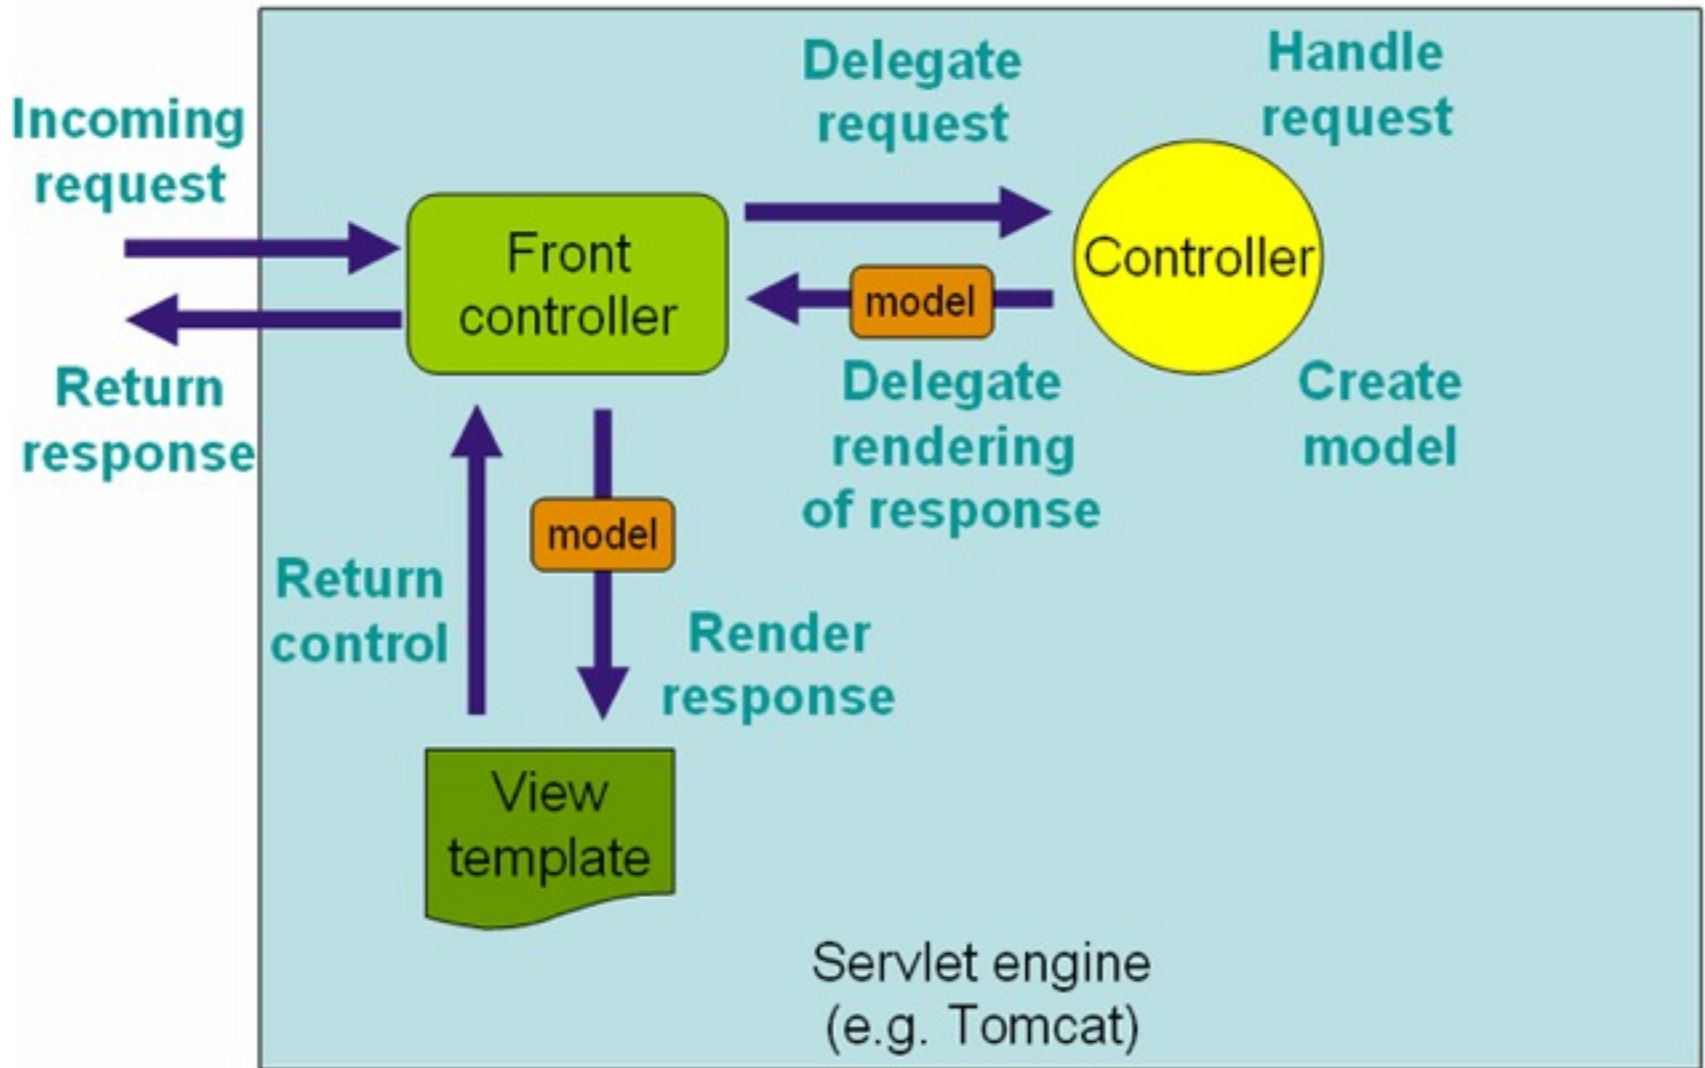 Incoming
request
Delegate
request
Handle
request
Front
controller
Controller
model
Return
response
Delegate
rendering
of response
Create
model
model
Return
control
Render
response
View
template
Servlet engine
(e.g. Tomcat)